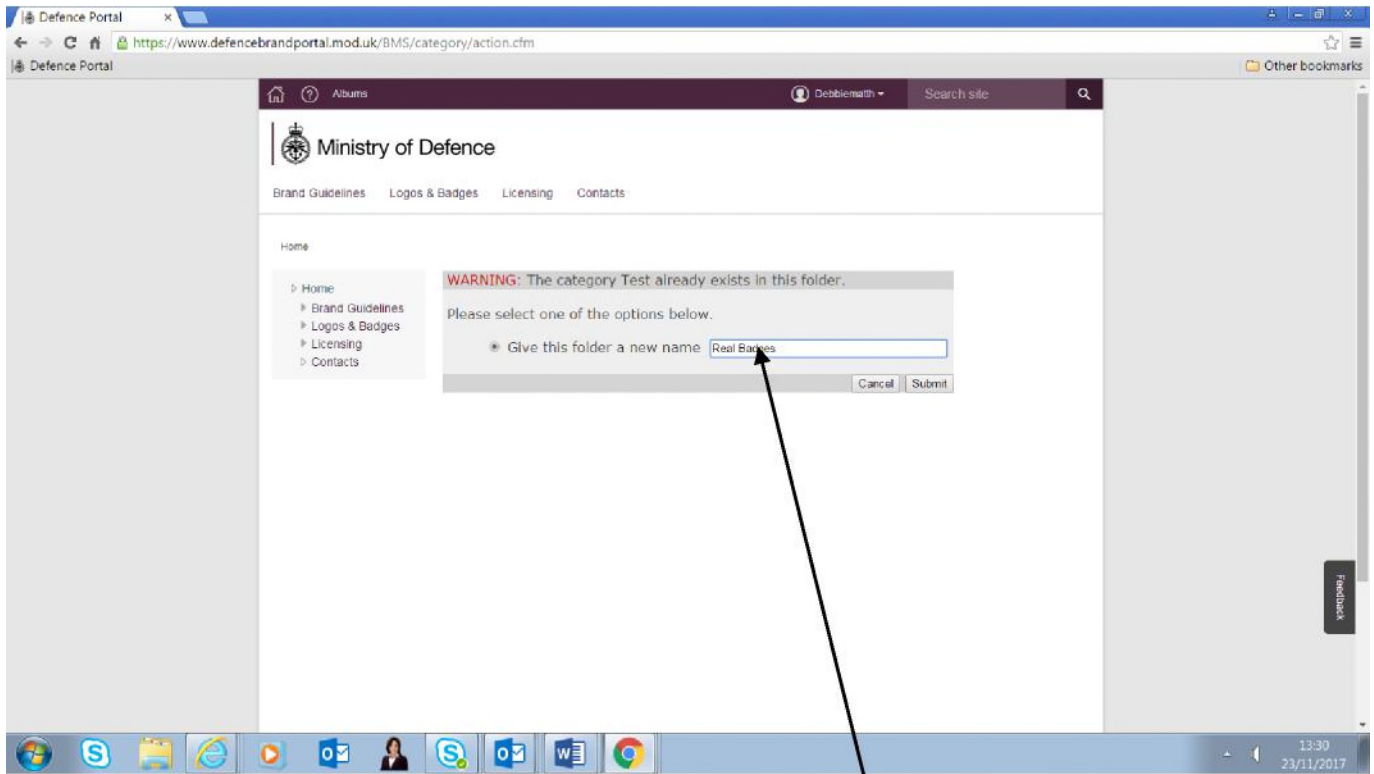 Defence Portal
https://www.defencebrandportal.mod.uk/BMS/category/action.cfm
Defence Portal
Other bookmarks
Albums
Debbiematth
Search site
Ministry of Defence
Brand Guidelines Logos & Badges Licensing Contacts
Home
Home
Brand Guidelines
Logos & Badges
Licensing
Contacts
WARNING: The category Test already exists in this folder.
Please select one of the options below.
Give this folder a new name Real Badges
Cancel Submit
Feedback
13:30
23/11/2017